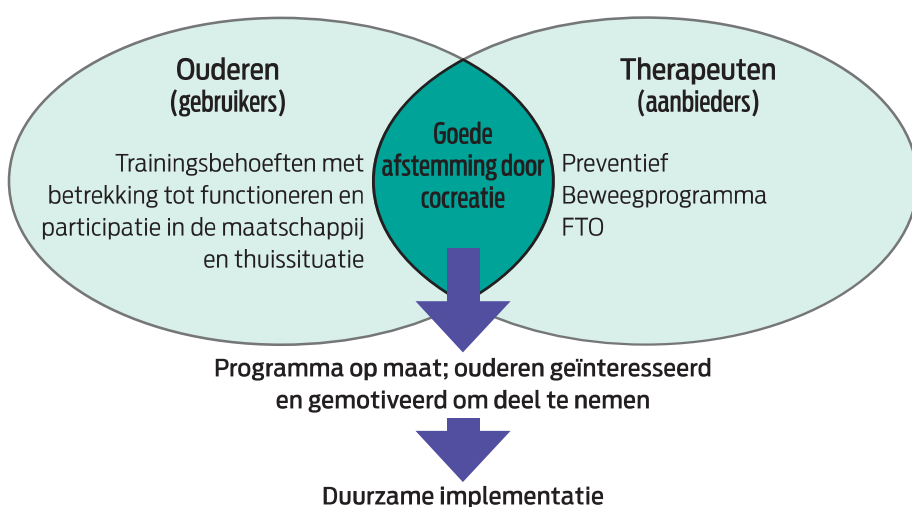 Ouderen
(gebruikers)
Trainingsbehoeften met
betrekking tot functioneren en
participatie in de maatschappij
en thuissituatie
Goede
afstemming door
cocreatie
Therapeuten
(aanbieders)
Preventief
Beweegprogramma
FTO
Programma op maat; ouderen geïnteresseerd
en gemotiveerd om deel te nemen
Duurzame implementatie